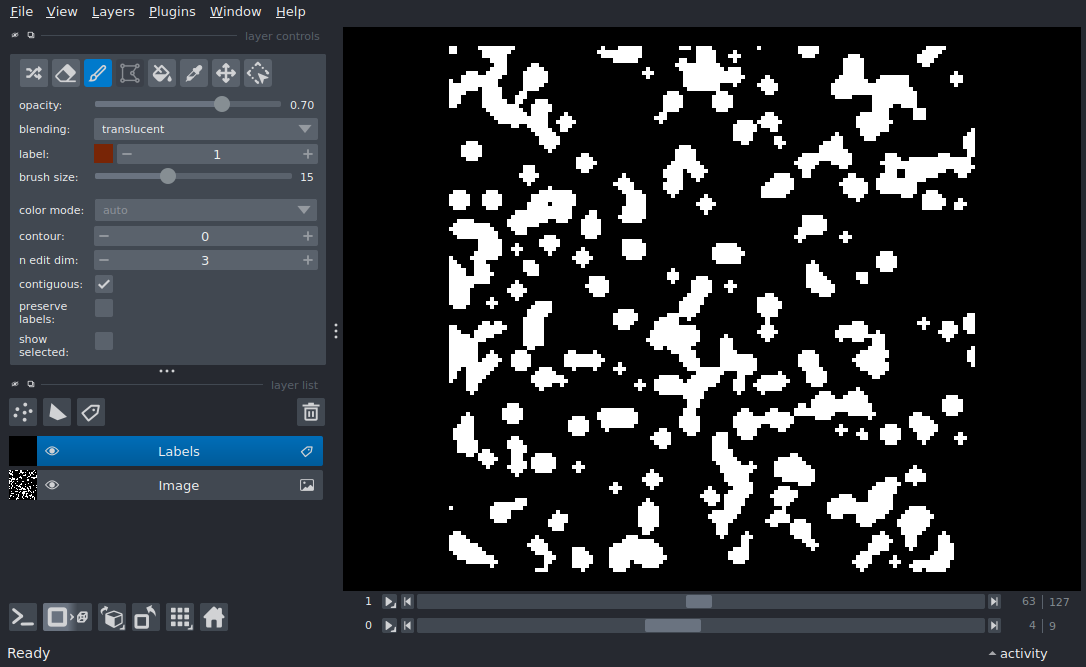 File View Layers Plugins Window Help
layer controls
opacity: 0.70
blending: translucent
label: 1
brush size: 15
color mode: auto
contour: 0
n edit dim: 3
contiguous:
preserve
labels:
show
selected:
layer list
Labels
Image
1 63 127
0 4 9
Ready activity